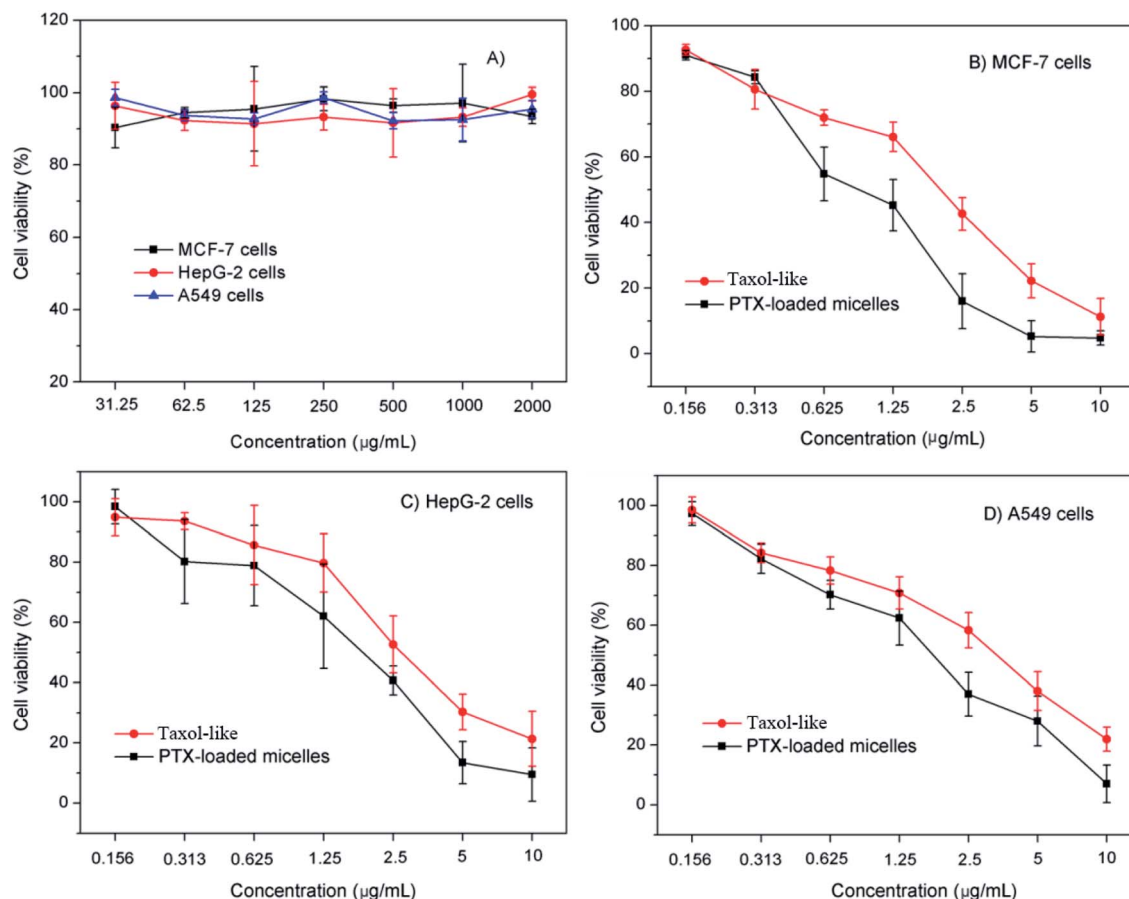 A)
120
100
80
60
40
20
Cell viability (%)
MCF-7 cells
HepG-2 cells
A549 cells
31.25 62.5 125 250 500 1000 2000
Concentration (μg/mL)
B) MCF-7 cells
100
80
60
40
20
0
Cell viability (%)
Taxol-like
PTX-loaded micelles
0.156 0.313 0.625 1.25 2.5 5 10
Concentration (μg/mL)
C) HepG-2 cells
100
80
60
40
20
0
Cell viability (%)
Taxol-like
PTX-loaded micelles
0.156 0.313 0.625 1.25 2.5 5 10
Concentration (μg/mL)
D) A549 cells
100
80
60
40
20
0
Cell viability (%)
Taxol-like
PTX-loaded micelles
0.156 0.313 0.625 1.25 2.5 5 10
Concentration (μg/mL)